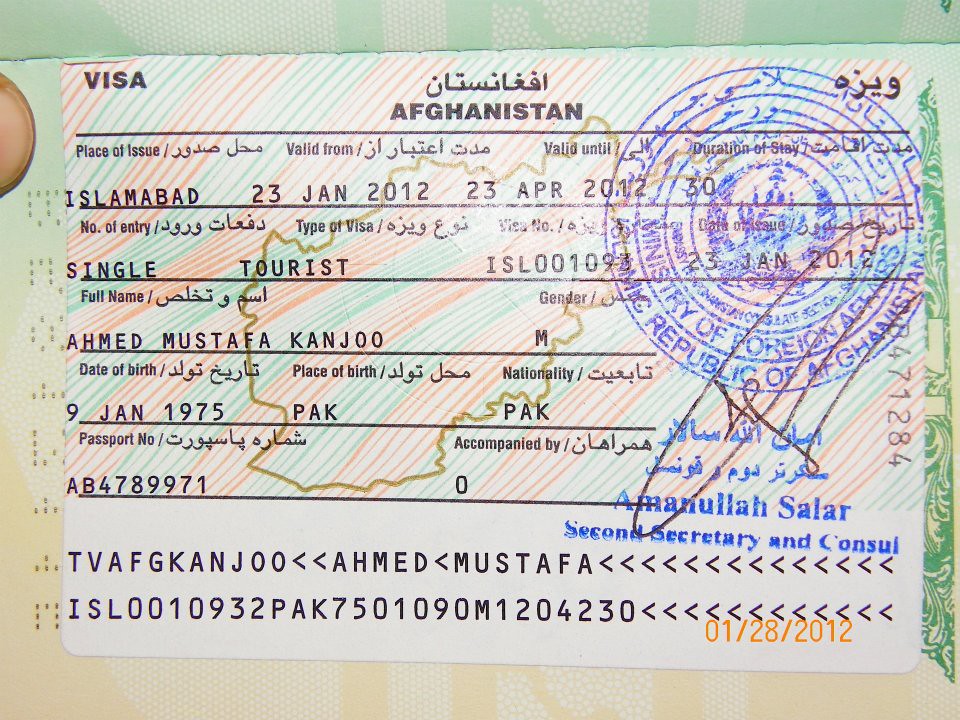 VISA افغانستان ویزه
AFGHANISTAN
Place of Issue / محل صدور Valid from / مدت اعتبار از Valid until / الی Duration of Stay / مدت اقامت
ISLAMABAD 23 JAN 2012 23 APR 2012 30
No. of entry / دفعات ورود Type of Visa / نوع ویزه Visa No. / ویزه Date of Issue / تاریخ صدور
SINGLE TOURIST ISL001093 23 JAN 2012
Full Name / اسم و تخلص Gender / جنس
AHMED MUSTAFA KANJOO M
Date of birth / تاریخ تولد Place of birth / محل تولد Nationality / تابعیت
9 JAN 1975 PAK PAK
Passport No / شماره پاسپورت Accompanied by / همراهان
AB4789971 0
MINISTRY OF FOREIGN
REPUBLIC OF AFGHANISTAN
امان الله سالار
سکرتر دوم و قونسل
Amanullah Salar
Second Secretary and Consul
TVAFGKANJOO<<AHMED<MUSTAFA<<<<<<<<<<<<<<
ISL0010932PAK7501090M1204230<<<<<<<<<<<<
01/28/2012